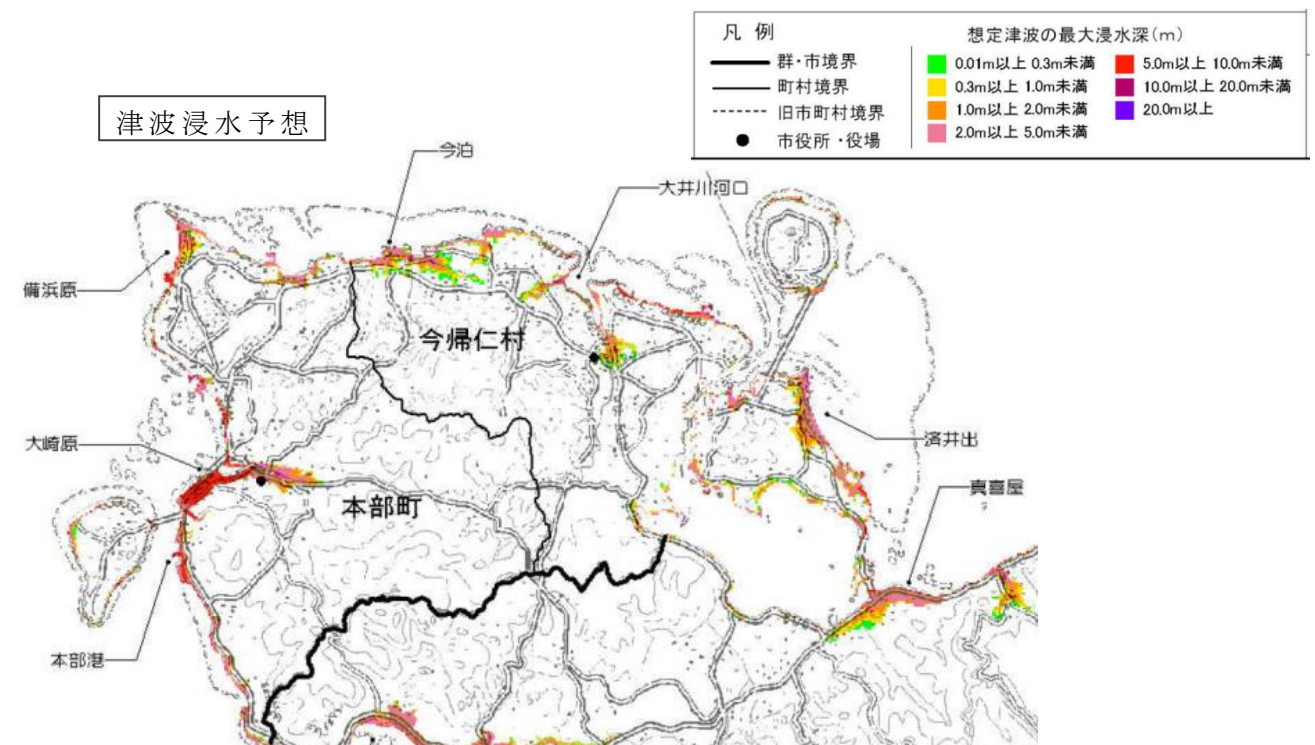 凡 例
群・市境界
町村境界
旧市町村境界
市役所・役場
想定津波の最大浸水深(m)
0.01m以上 0.3m未満
0.3m以上 1.0m未満
1.0m以上 2.0m未満
2.0m以上 5.0m未満
5.0m以上 10.0m未満
10.0m以上 20.0m未満
20.0m以上
津波浸水予想
今泊
大井川河口
備浜原
今帰仁村
大崎原
済井出
真喜屋
本部町
本部港